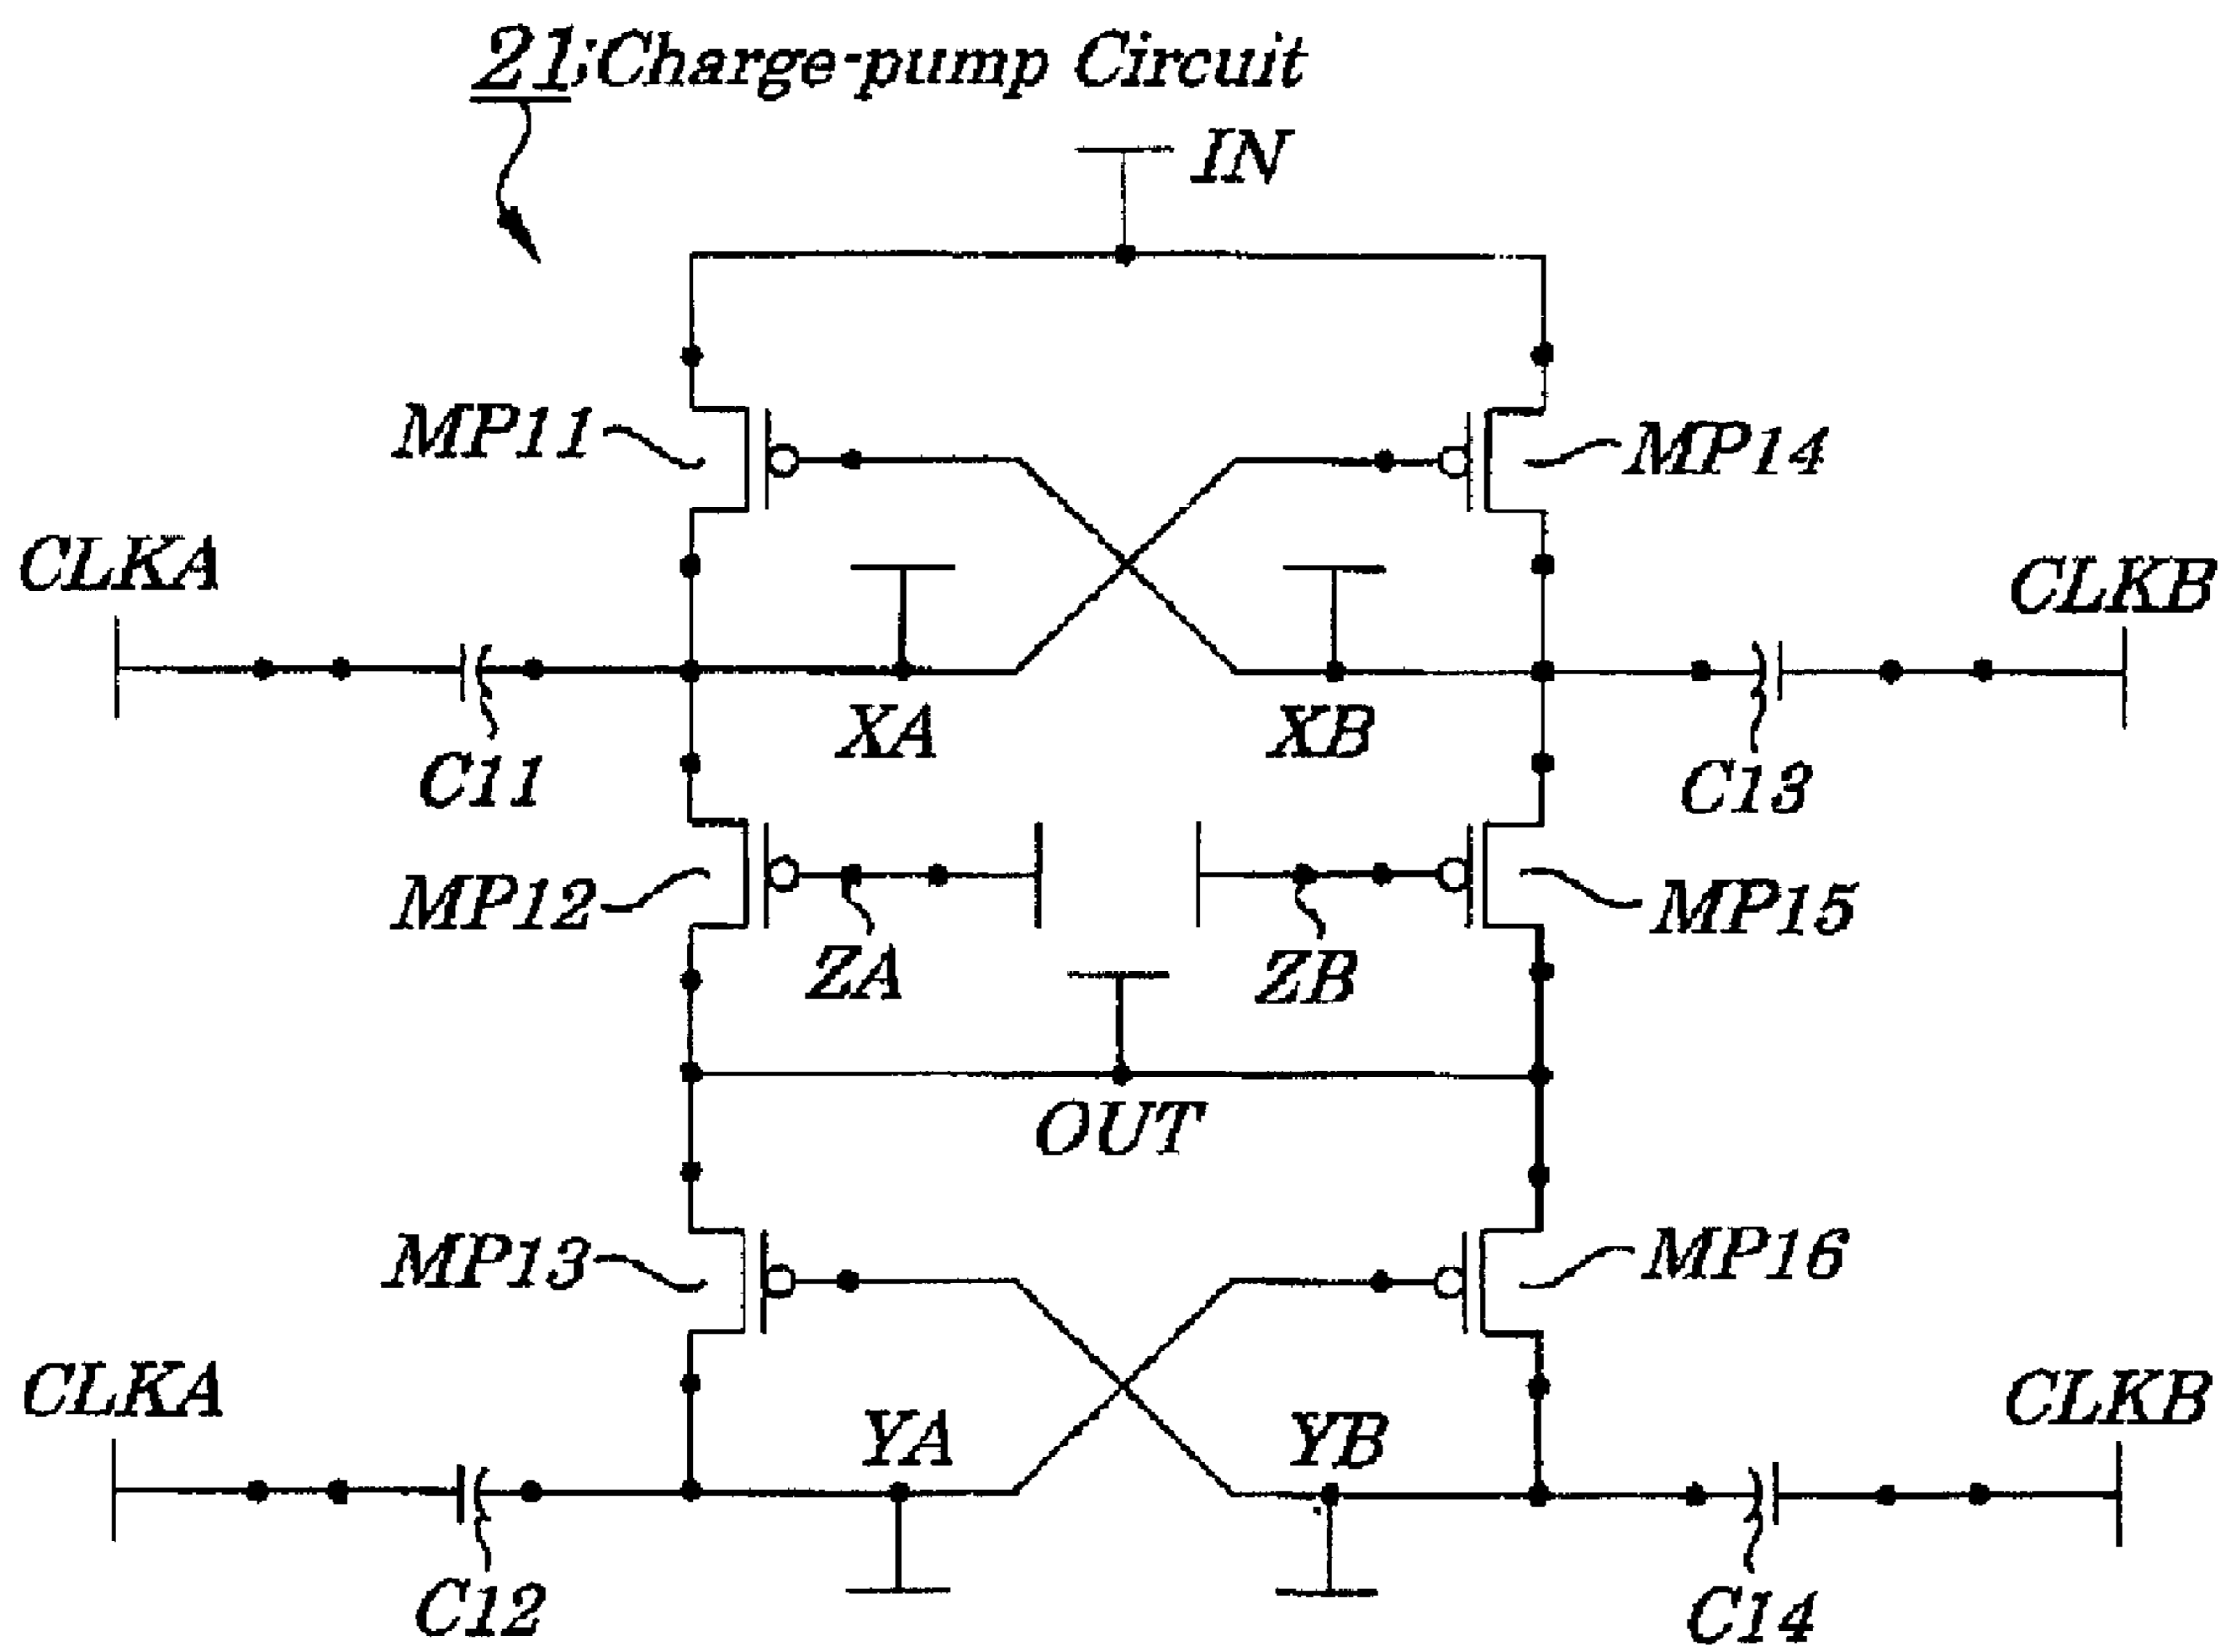 21:Charge-pump Circuit
IN
MP11
MP14
CLKA
CLKB
XA
XB
C11
C13
MP12
MP15
ZA
ZB
OUT
MP13
MP16
CLKA
YA
YB
CLKB
C12
C14